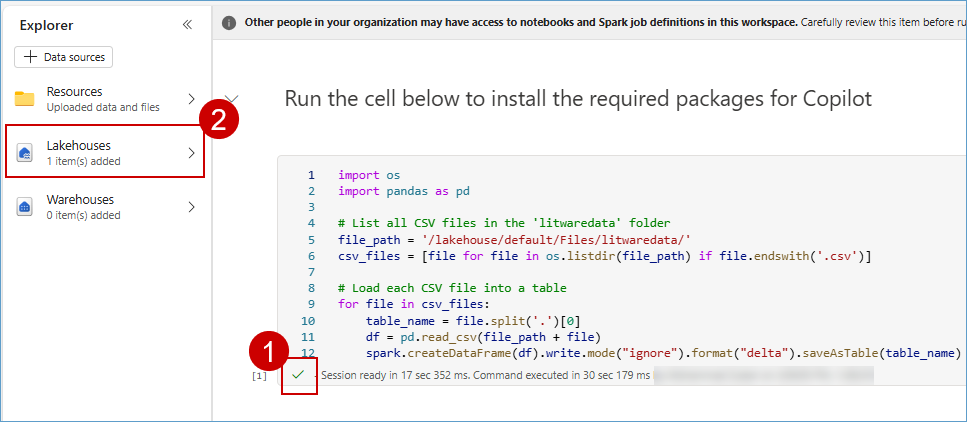 Explorer
Data sources
Resources
Uploaded data and files
2
Lakehouses
1 item(s) added
Warehouses
0 item(s) added
Other people in your organization may have access to notebooks and Spark job definitions in this workspace. Carefully review this item before ru
Run the cell below to install the required packages for Copilot
1 import os
2 import pandas as pd
3
4 # List all CSV files in the 'litwaredata' folder
5 file_path = '/lakehouse/default/Files/litwaredata/'
6 csv_files = [file for file in os.listdir(file_path) if file.endswith('.csv')]
7
8 # Load each CSV file into a table
9 for file in csv_files:
10 table_name = file.split('.')[0]
11 df = pd.read_csv(file_path + file)
12 spark.createDataFrame(df).write.mode("ignore").format("delta").saveAsTable(table_name)
1
[1] - Session ready in 17 sec 352 ms. Command executed in 30 sec 179 ms